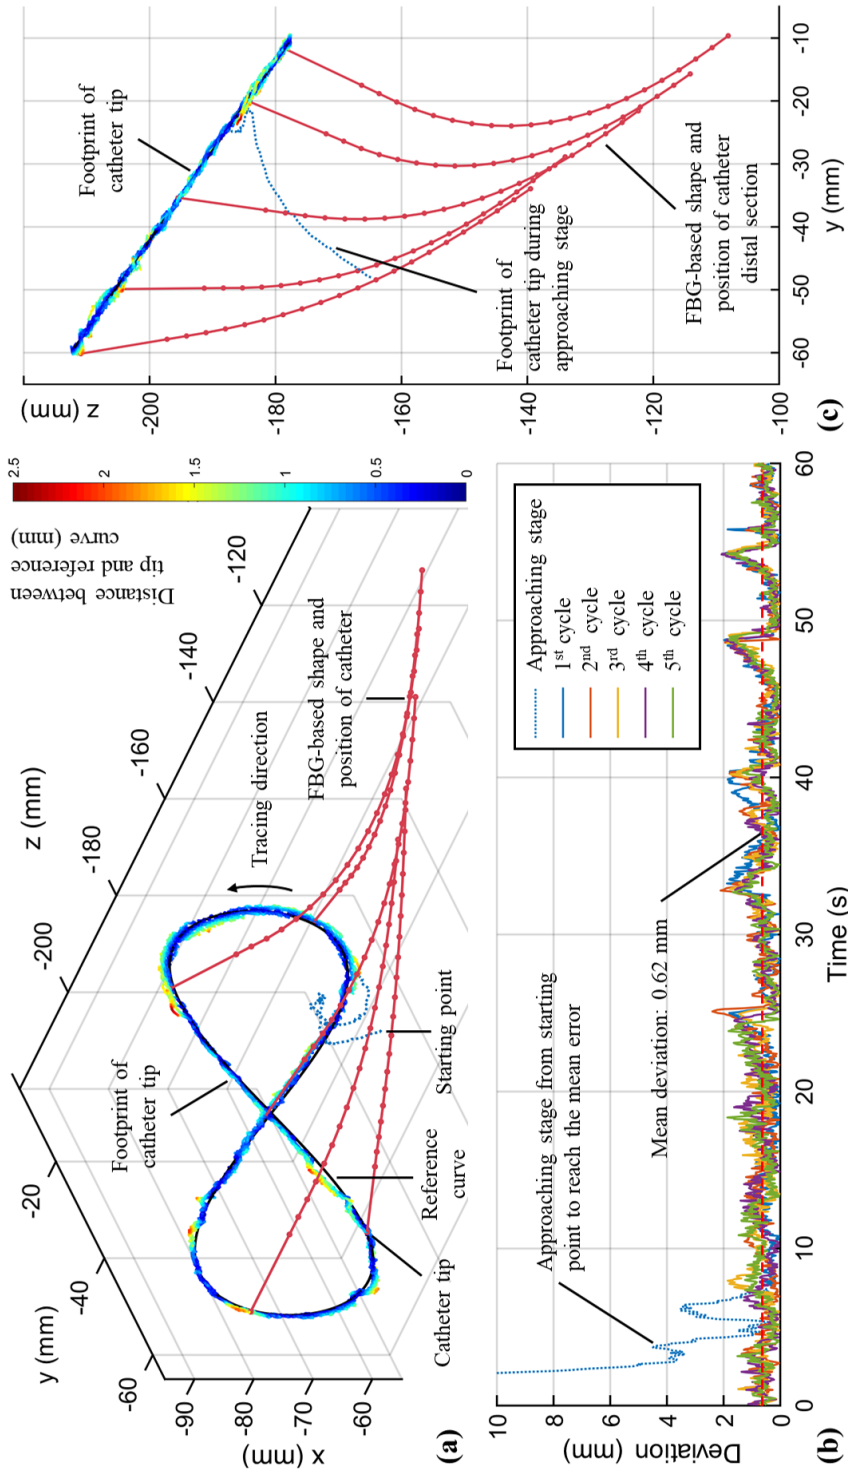 y (mm)
-60
-40
-20
z (mm)
-200
-180
-160
-140
-120
x (mm)
-90
-80
-70
-60
Footprint of
catheter tip
Tracing direction
FBG-based shape and
position of catheter
Starting point
Reference
curve
Catheter tip
Distance between
tip and reference
curve (mm)
2.5
2
1.5
1
0.5
0
(a)
Deviation (mm)
10
8
6
4
2
0
Approaching stage from starting
point to reach the mean error
Mean deviation: 0.62 mm
Approaching stage
1st cycle
2nd cycle
3rd cycle
4th cycle
5th cycle
0
10
20
30
40
50
60
Time (s)
(b)
z (mm)
-200
-180
-160
-140
-120
-100
Footprint of
catheter tip
Footprint of
catheter tip during
approaching stage
FBG-based shape and
position of catheter
distal section
-60
-50
-40
-30
-20
-10
y (mm)
(c)